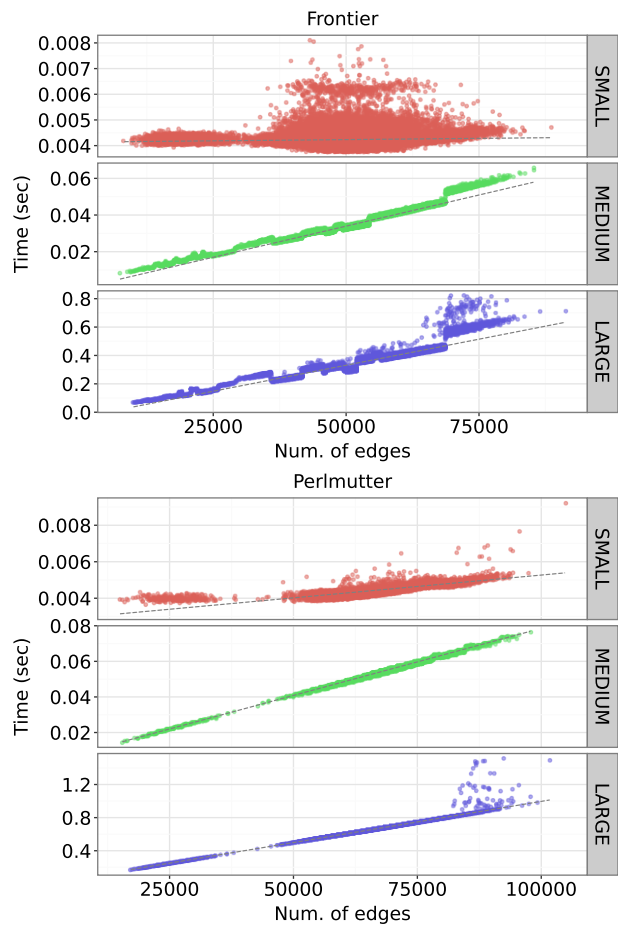 Frontier
0.008
0.007
0.006
0.005
0.004
SMALL
0.06
0.04
0.02
MEDIUM
Time (sec)
0.8
0.6
0.4
0.2
0.0
LARGE
25000 50000 75000
Num. of edges
Perlmutter
0.008
0.006
0.004
SMALL
0.08
0.06
0.04
0.02
MEDIUM
Time (sec)
1.2
0.8
0.4
LARGE
25000 50000 75000 100000
Num. of edges